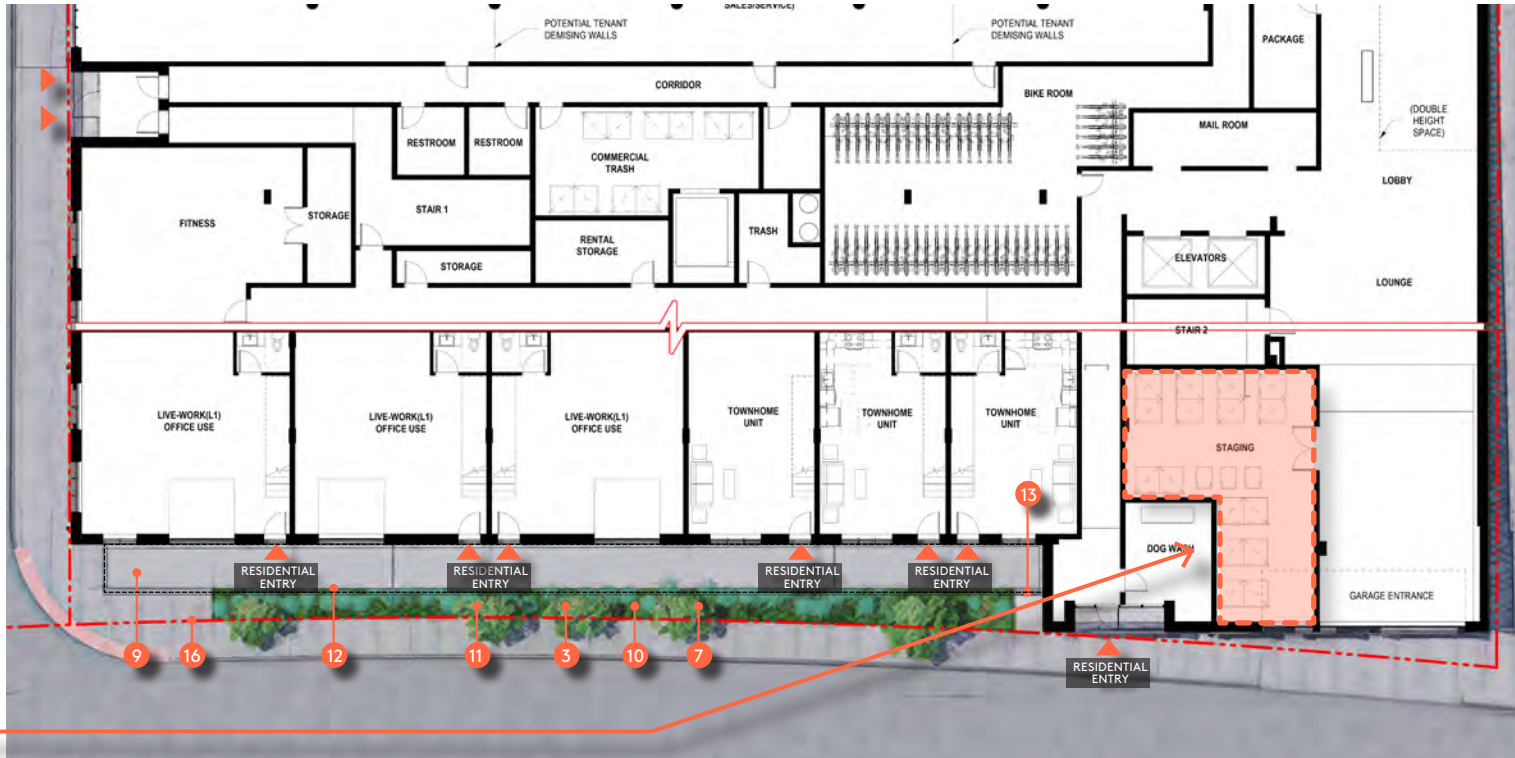 SALES/SERVICE)
POTENTIAL TENANT
DEMISING WALLS
POTENTIAL TENANT
DEMISING WALLS
PACKAGE
CORRIDOR
BIKE ROOM
(DOUBLE
HEIGHT
SPACE)
MAIL ROOM
RESTROOM
RESTROOM
COMMERCIAL
TRASH
LOBBY
FITNESS
STORAGE
STAIR 1
TRASH
RENTAL
STORAGE
STORAGE
ELEVATORS
LOUNGE
STAIR 2
LIVE-WORK(L1)
OFFICE USE
LIVE-WORK(L1)
OFFICE USE
LIVE-WORK(L1)
OFFICE USE
TOWNHOME
UNIT
TOWNHOME
UNIT
TOWNHOME
UNIT
STAGING
13
DOG WASH
RESIDENTIAL
ENTRY
RESIDENTIAL
ENTRY
RESIDENTIAL
ENTRY
RESIDENTIAL
ENTRY
GARAGE ENTRANCE
9
16
12
11
3
10
7
RESIDENTIAL
ENTRY